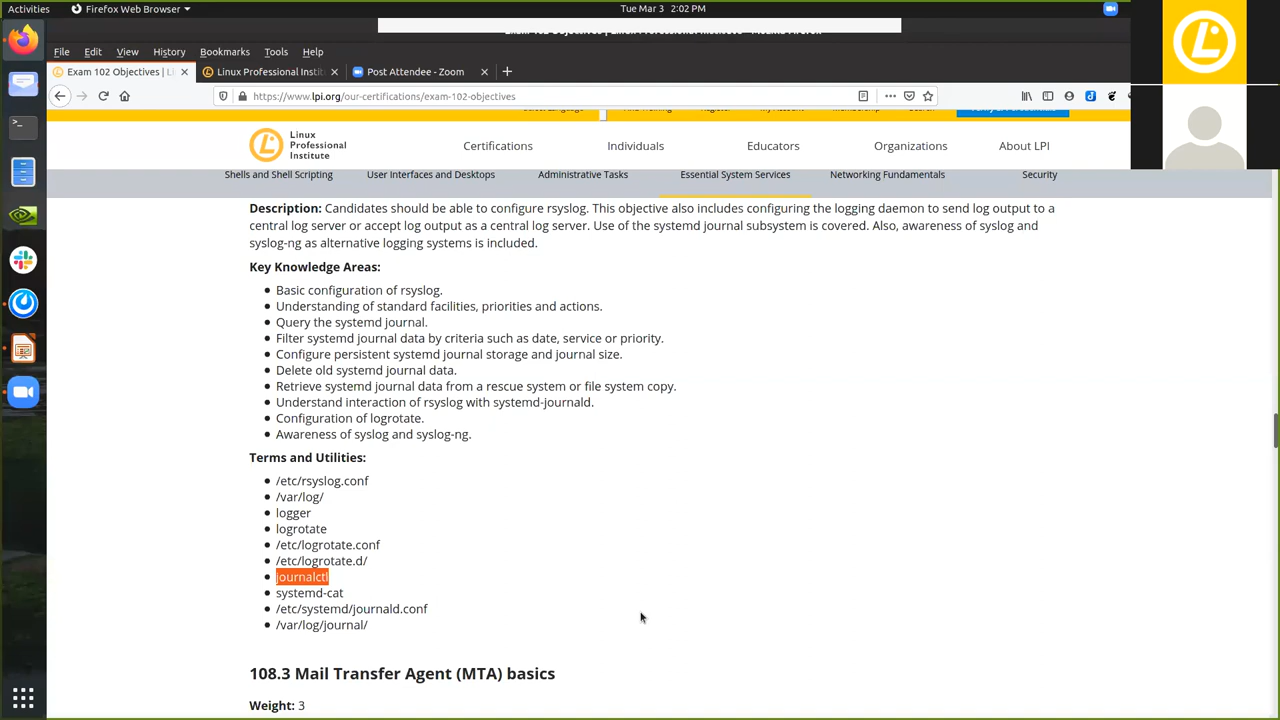 Activities
Firefox Web Browser
Tue Mar 3 2:02 PM
File Edit View History Bookmarks Tools Help
Exam 102 Objectives | Li
Linux Professional Instit
Post Attendee - Zoom
https://www.lpi.org/our-certifications/exam-102-objectives
Linux
Professional
Institute
Certifications
Individuals
Educators
Organizations
About LPI
Shells and Shell Scripting
User Interfaces and Desktops
Administrative Tasks
Essential System Services
Networking Fundamentals
Security
Description: Candidates should be able to configure rsyslog. This objective also includes configuring the logging daemon to send log output to a
central log server or accept log output as a central log server. Use of the systemd journal subsystem is covered. Also, awareness of syslog and
syslog-ng as alternative logging systems is included.
Key Knowledge Areas:
Basic configuration of rsyslog.
Understanding of standard facilities, priorities and actions.
Query the systemd journal.
Filter systemd journal data by criteria such as date, service or priority.
Configure persistent systemd journal storage and journal size.
Delete old systemd journal data.
Retrieve systemd journal data from a rescue system or file system copy.
Understand interaction of rsyslog with systemd-journald.
Configuration of logrotate.
Awareness of syslog and syslog-ng.
Terms and Utilities:
/etc/rsyslog.conf
/var/log/
logger
logrotate
/etc/logrotate.conf
/etc/logrotate.d/
journalctl
systemd-cat
/etc/systemd/journald.conf
/var/log/journal/
108.3 Mail Transfer Agent (MTA) basics
Weight: 3